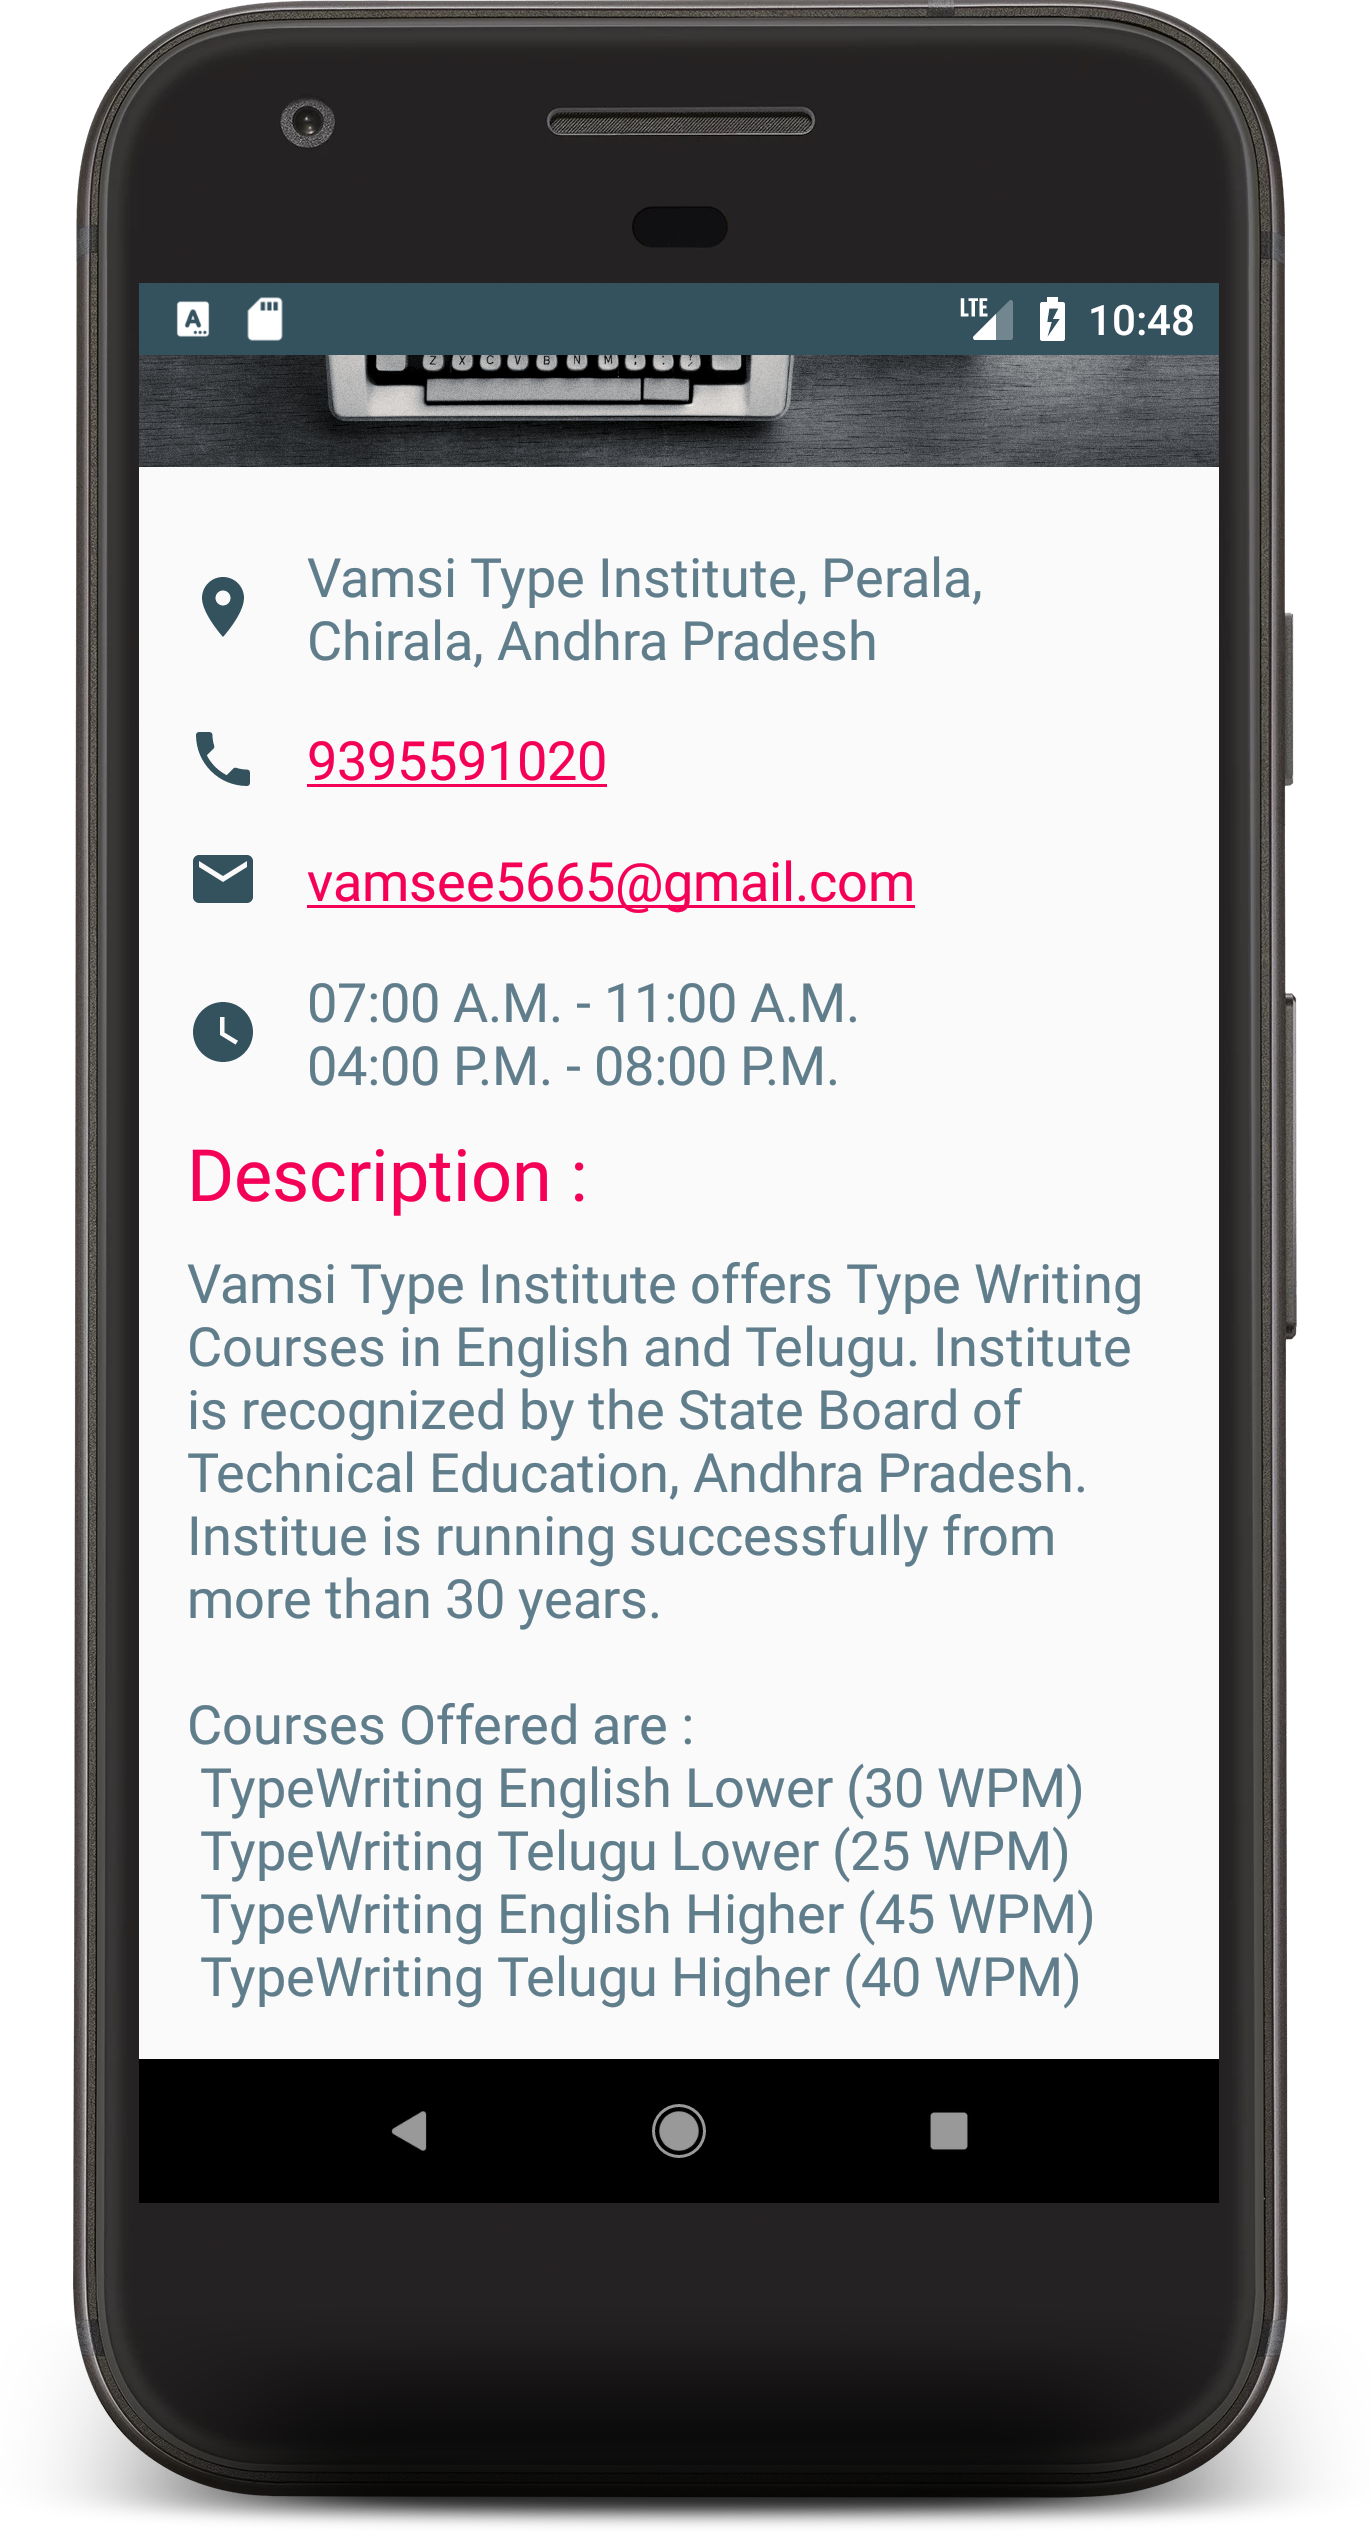 LTE 10:48
Z X C V B N M
Vamsi Type Institute, Perala,
Chirala, Andhra Pradesh
9395591020
vamsee5665@gmail.com
07:00 A.M. - 11:00 A.M.
04:00 P.M. - 08:00 P.M.
Description :
Vamsi Type Institute offers Type Writing
Courses in English and Telugu. Institute
is recognized by the State Board of
Technical Education, Andhra Pradesh.
Institue is running successfully from
more than 30 years.
Courses Offered are :
TypeWriting English Lower (30 WPM)
TypeWriting Telugu Lower (25 WPM)
TypeWriting English Higher (45 WPM)
TypeWriting Telugu Higher (40 WPM)